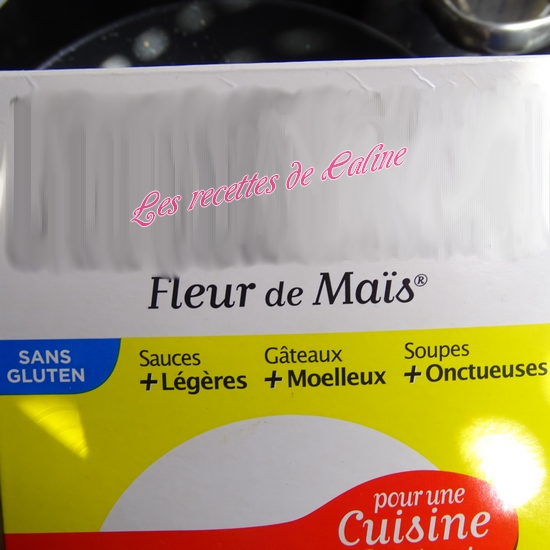 Les recettes de Caline
Fleur de Maïs®
SANS
GLUTEN
Sauces
+Légères
Gâteaux
+Moelleux
Soupes
+Onctueuses
pour une
Cuisine